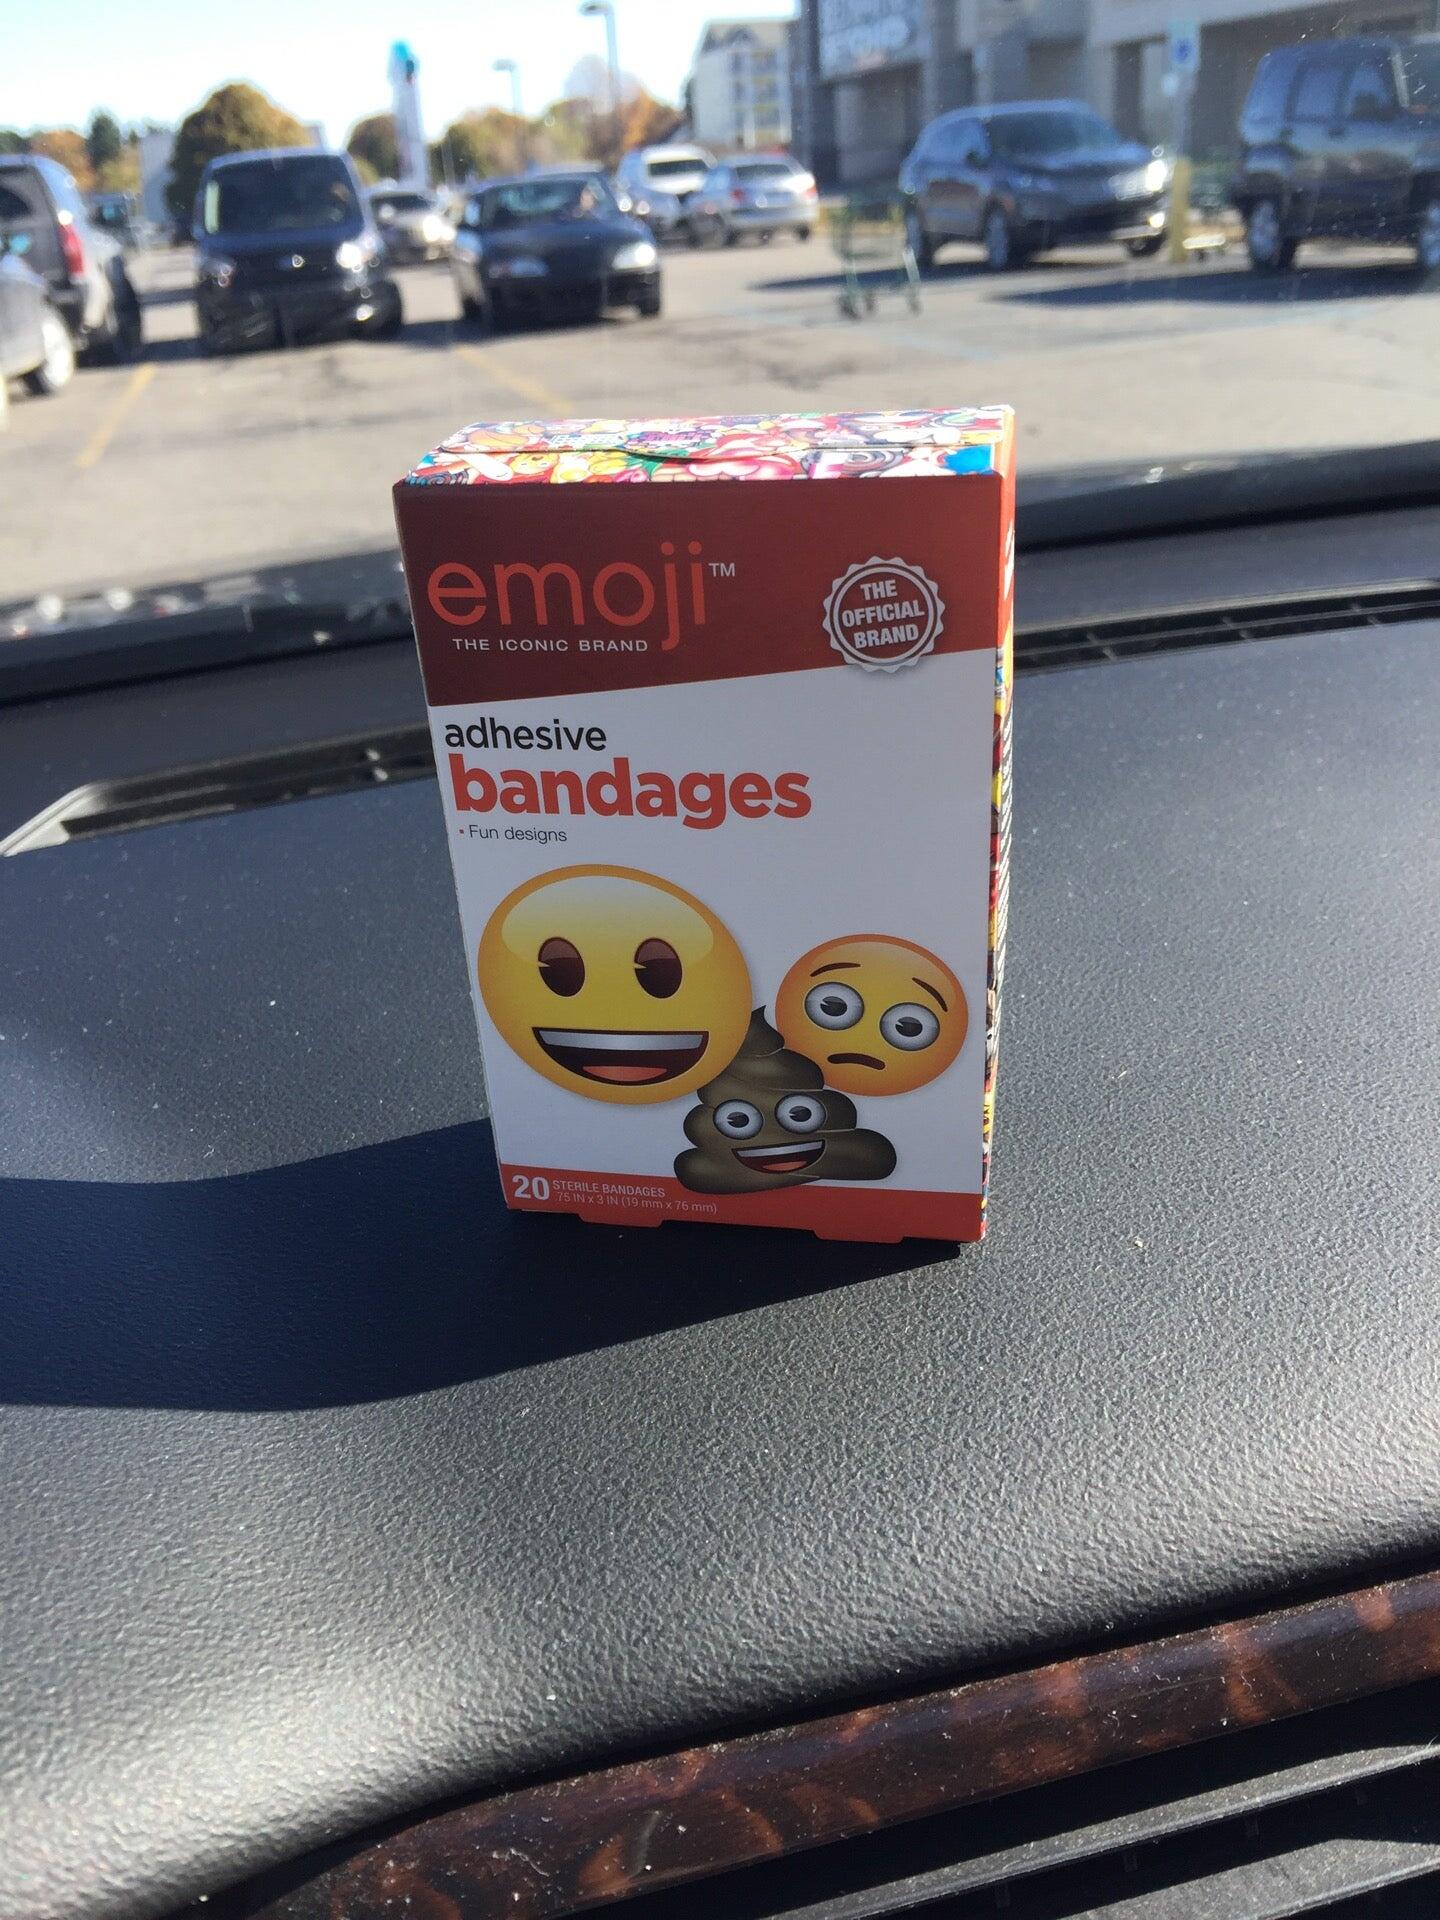 emoji™
THE ICONIC BRAND
THE
OFFICIAL
BRAND
adhesive
bandages
• Fun designs
20 STERILE BANDAGES
.75 IN x 3 IN (19 mm x 76 mm)